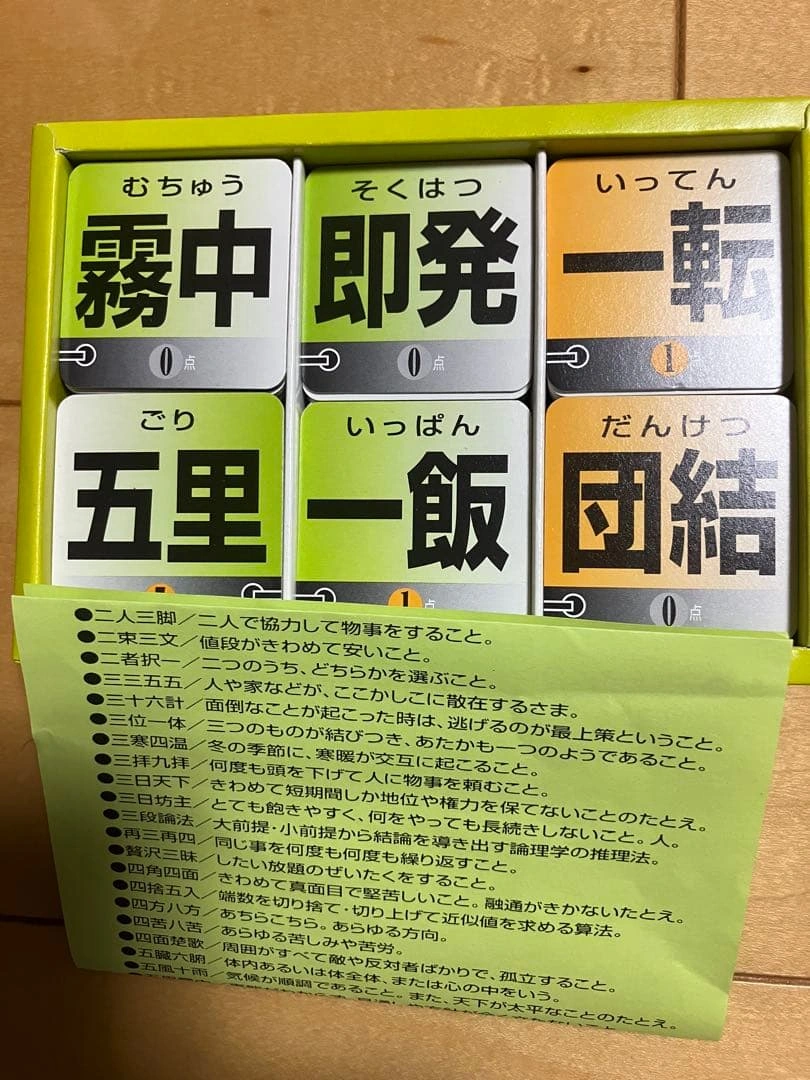 むちゅう
霧中
0点
そくはつ
即発
0点
いってん
一転
1点
ごり
五里
いっぱん
一飯
1点
だんけつ
団結
0点
●二人三脚／二人で協力して物事をすること。
●二束三文／値段がきわめて安いこと。
●二者択一／二つのうち、どちらかを選ぶこと。
●三三五五／人や家などが、ここかしこに散在するさま。
●三十六計／面倒なことが起こった時は、逃げるのが最上策ということ。
●三位一体／三つのものが結びつき、あたかも一つのようであること。
●三寒四温／冬の季節に、寒暖が交互に起こること。
●三拝九拝／何度も頭を下げて人に物事を頼むこと。
●三日天下／きわめて短期間しか地位や権力を保てないことのたとえ。
●三日坊主／とても飽きやすく、何をやっても長続きしないこと。人。
●三段論法／大前提・小前提から結論を導き出す論理学の推理法。
●再三再四／同じ事を何度も何度も繰り返すこと。
●贅沢三昧／したい放題のぜいたくをすること。
●四角四面／きわめて真面目で堅苦しいこと。融通がきかないたとえ。
●四捨五入／端数を切り捨て・切り上げて近似値を求める算法。
●四方八方／あちらこちら。あらゆる方向。
●四苦八苦／あらゆる苦しみや苦労。
●四面楚歌／周囲がすべて敵や反対者ばかりで、孤立すること。
●五臓六腑／体内あるいは体全体、または心の中をいう。
●五風十雨／気候が順調であること。また、天下が太平なことのたとえ。